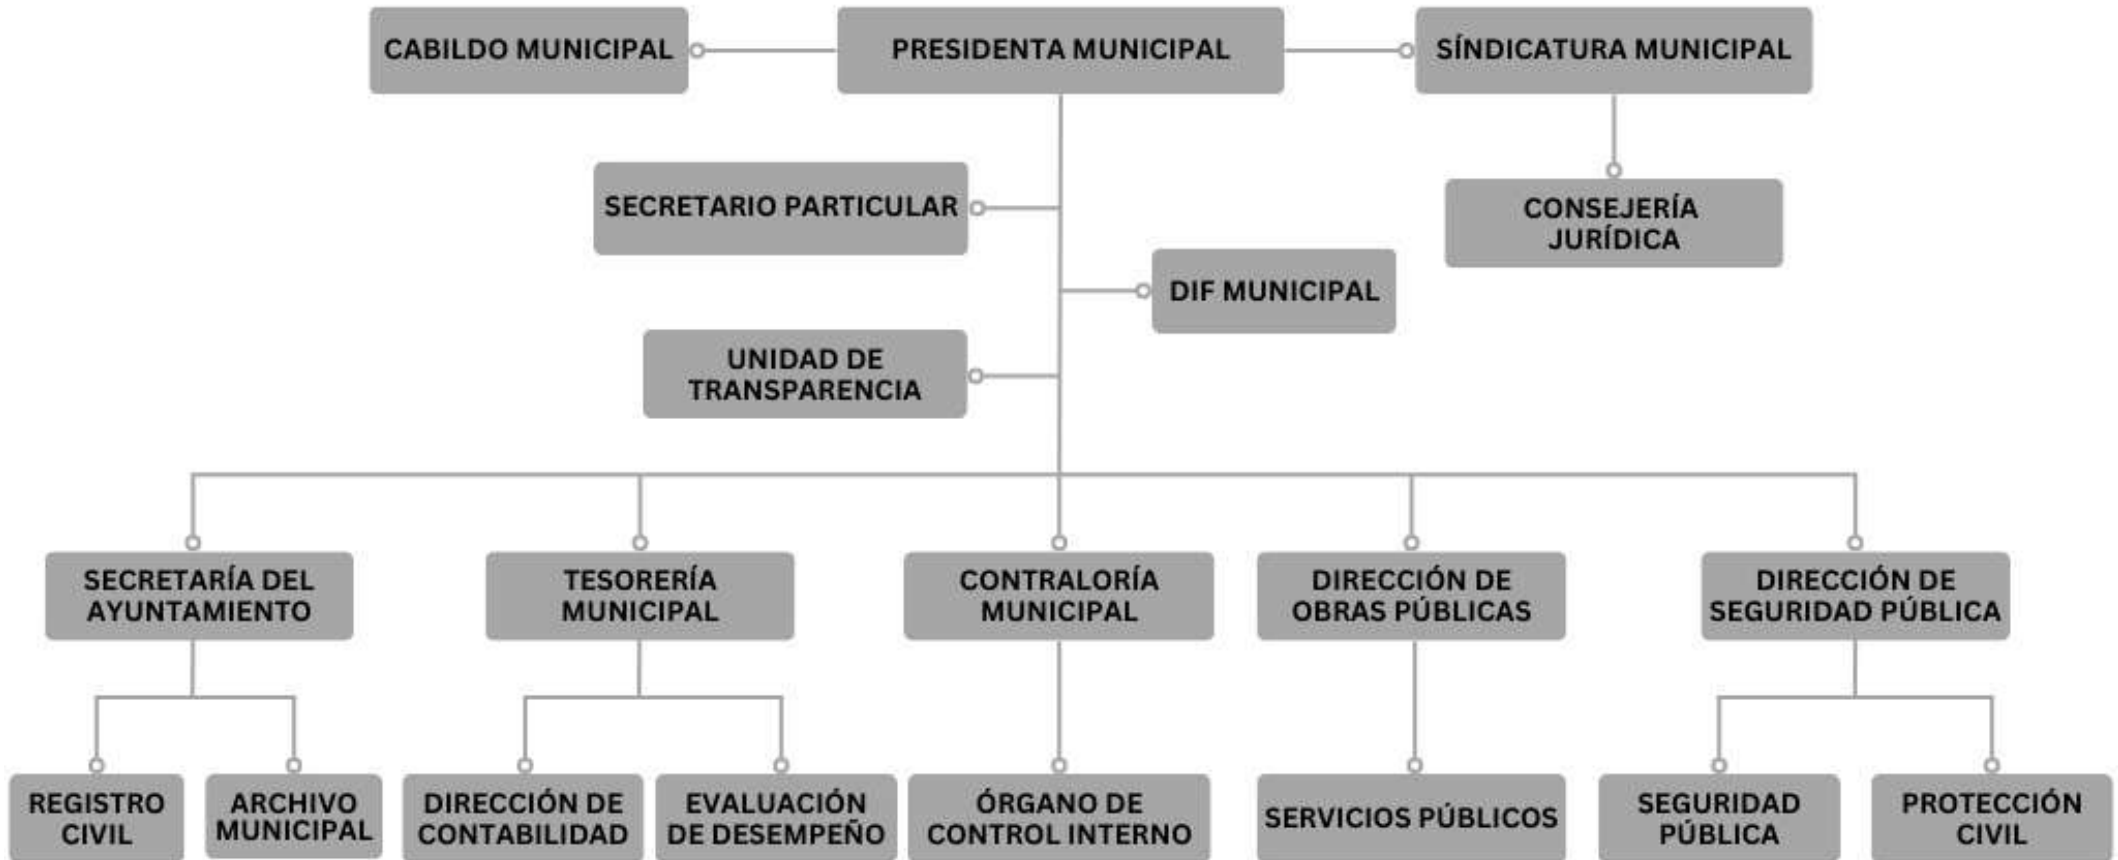 CABILDO MUNICIPAL
PRESIDENTA MUNICIPAL
SÍNDICATURA MUNICIPAL
SECRETARIO PARTICULAR
CONSEJERÍA
JURÍDICA
DIF MUNICIPAL
UNIDAD DE
TRANSPARENCIA
SECRETARÍA DEL
AYUNTAMIENTO
TESORERÍA
MUNICIPAL
CONTRALORÍA
MUNICIPAL
DIRECCIÓN DE
OBRAS PÚBLICAS
DIRECCIÓN DE
SEGURIDAD PÚBLICA
REGISTRO
CIVIL
ARCHIVO
MUNICIPAL
DIRECCIÓN DE
CONTABILIDAD
EVALUACIÓN
DE DESEMPEÑO
ÓRGANO DE
CONTROL INTERNO
SERVICIOS PÚBLICOS
SEGURIDAD
PÚBLICA
PROTECCIÓN
CIVIL